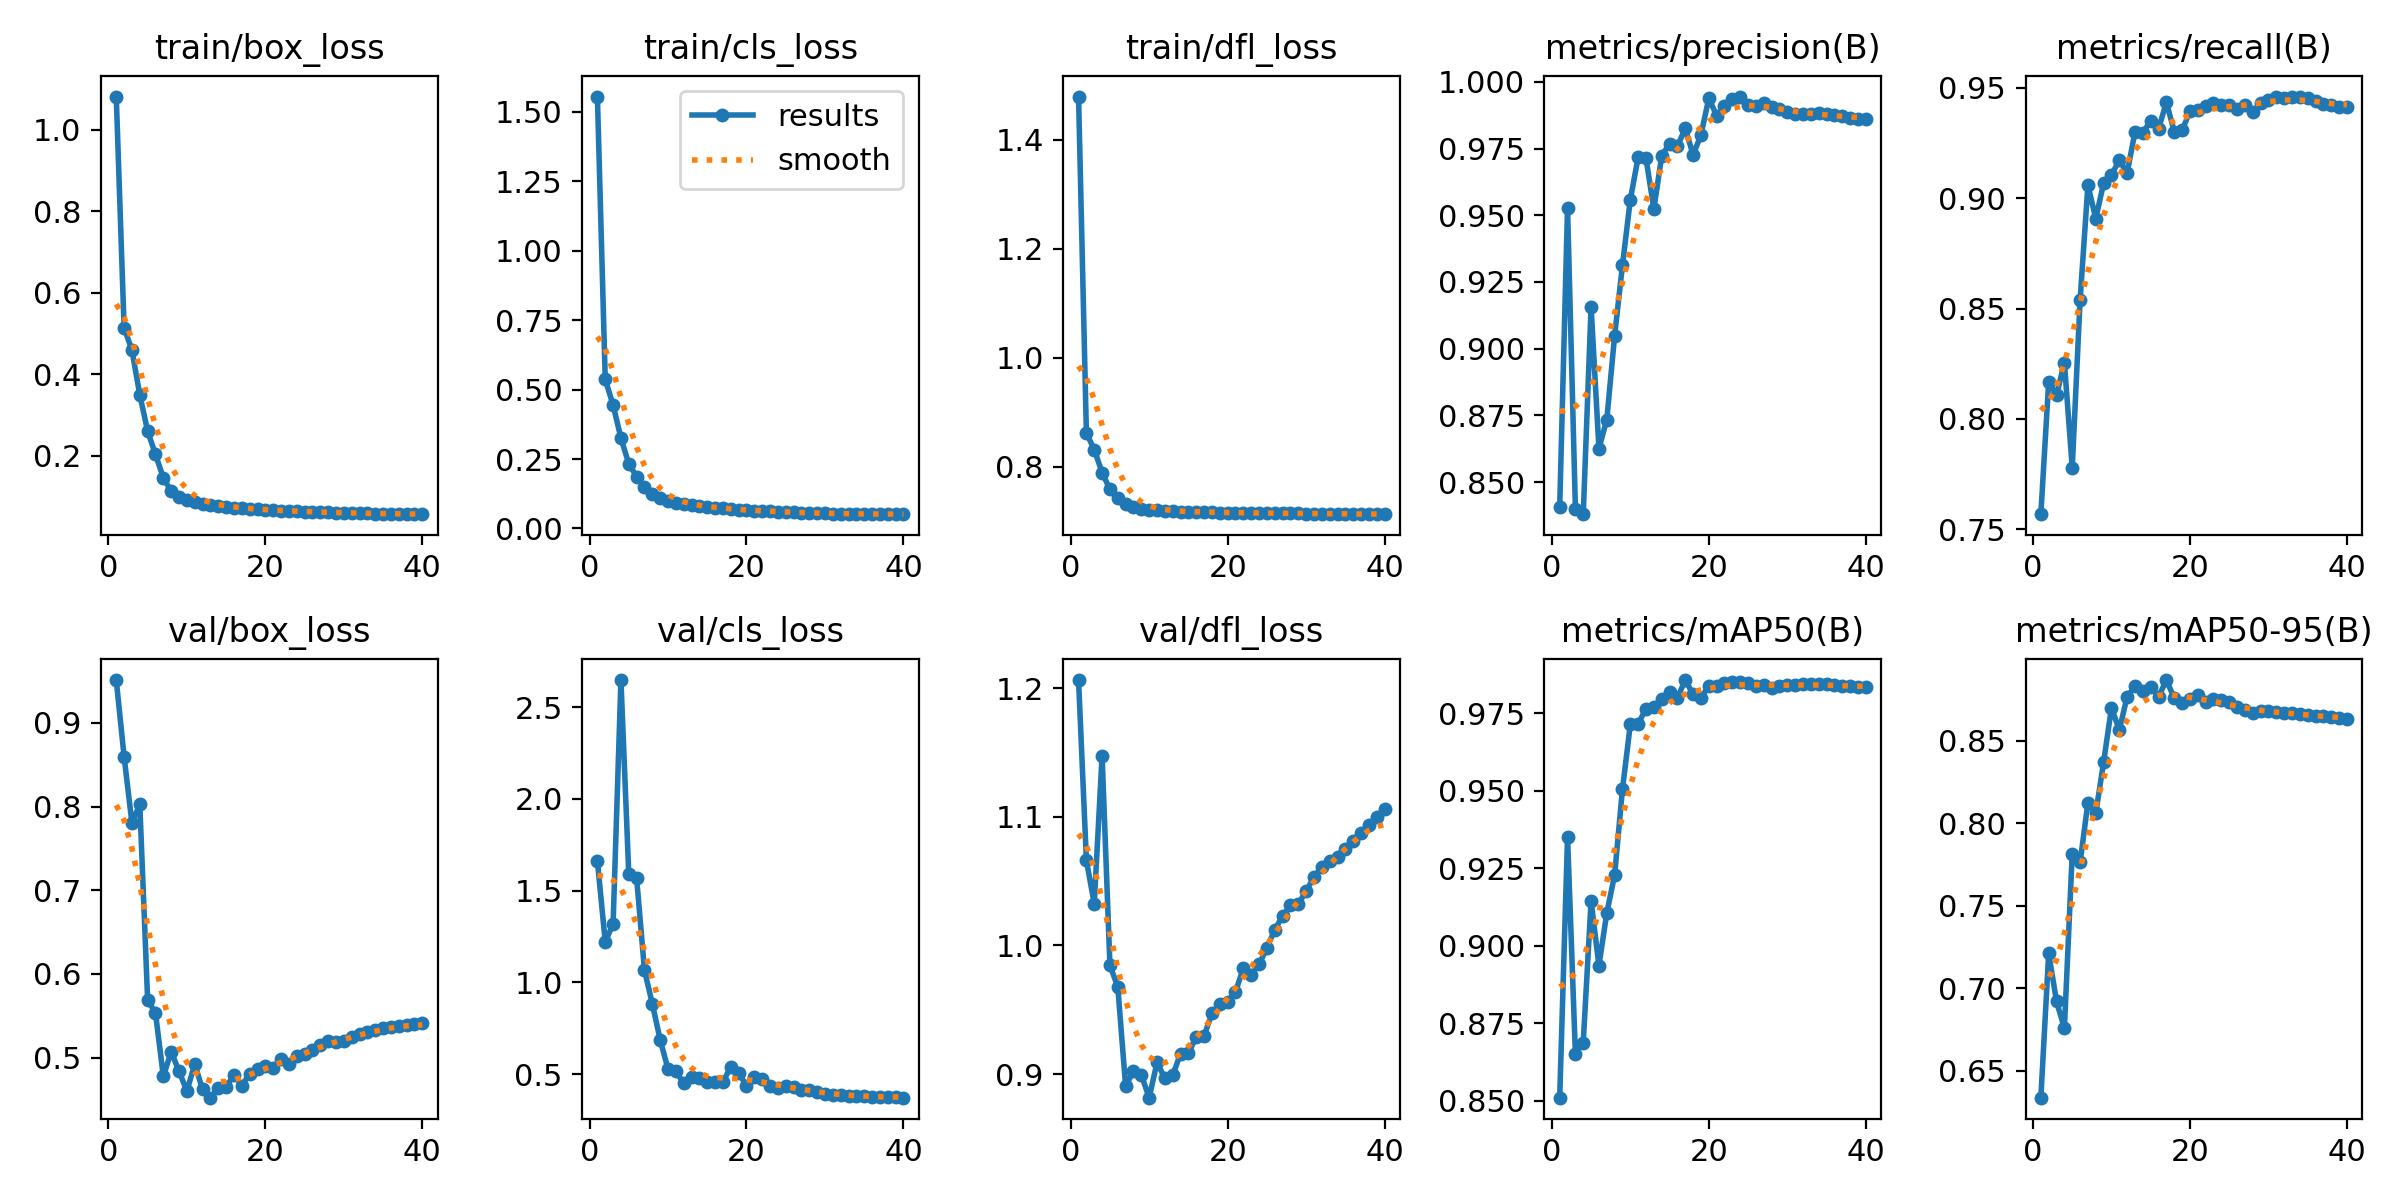 train/box_loss
1.0
0.8
0.6
0.4
0.2
0 20 40
train/cls_loss
results
smooth
1.50
1.25
1.00
0.75
0.50
0.25
0.00
0 20 40
train/dfl_loss
1.4
1.2
1.0
0.8
0 20 40
metrics/precision(B)
1.000
0.975
0.950
0.925
0.900
0.875
0.850
0 20 40
metrics/recall(B)
0.95
0.90
0.85
0.80
0.75
0 20 40
val/box_loss
0.9
0.8
0.7
0.6
0.5
0 20 40
val/cls_loss
2.5
2.0
1.5
1.0
0.5
0 20 40
val/dfl_loss
1.2
1.1
1.0
0.9
0 20 40
metrics/mAP50(B)
0.975
0.950
0.925
0.900
0.875
0.850
0 20 40
metrics/mAP50-95(B)
0.85
0.80
0.75
0.70
0.65
0 20 40